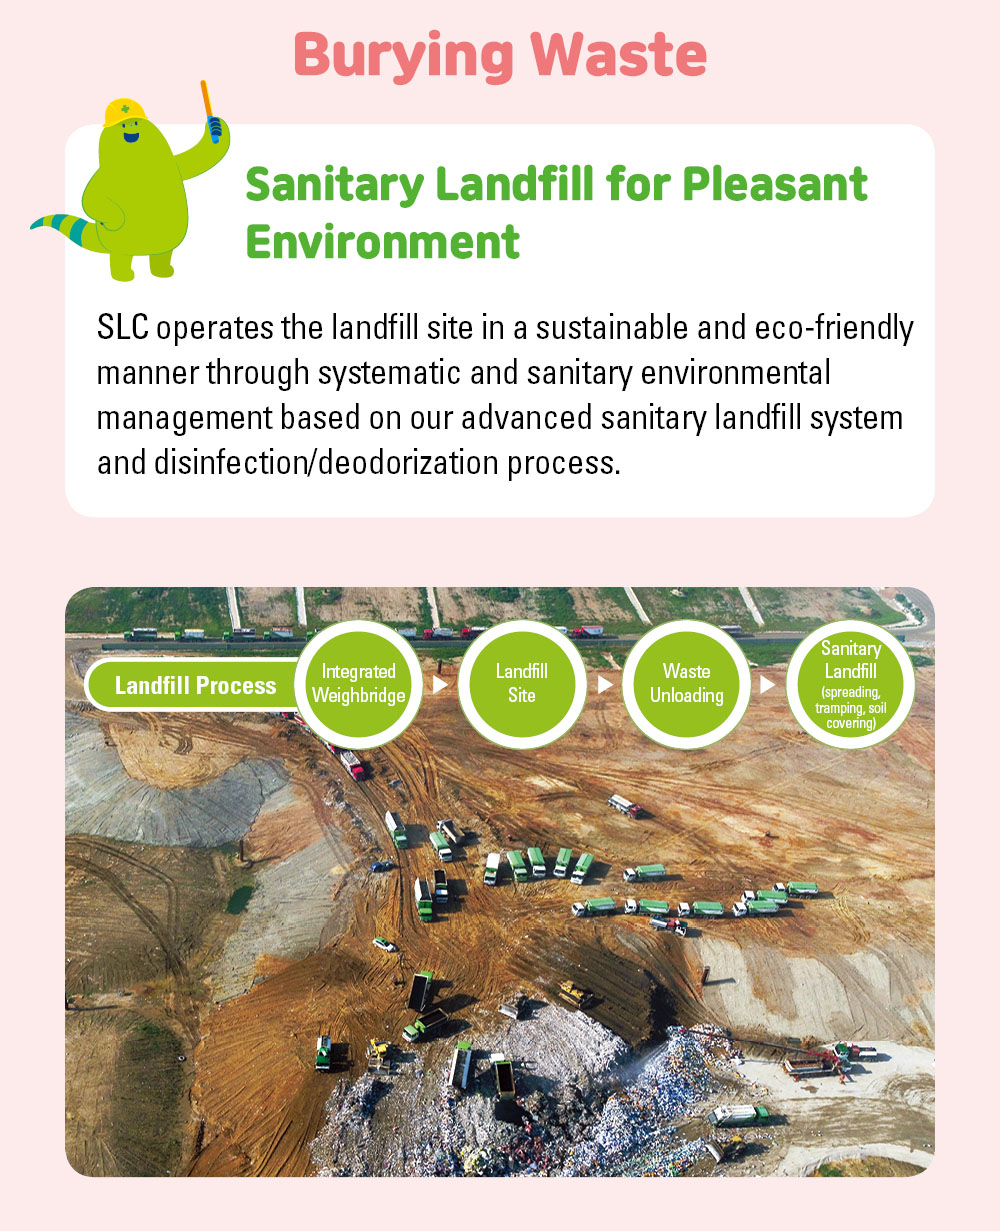 Burying Waste
Sanitary Landfill for Pleasant
Environment
SLC operates the landfill site in a sustainable and eco-friendly
manner through systematic and sanitary environmental
management based on our advanced sanitary landfill system
and disinfection/deodorization process.
Landfill Process
Integrated
Weighbridge
Landfill
Site
Waste
Unloading
Sanitary
Landfill
(spreading,
tramping, soil
covering)